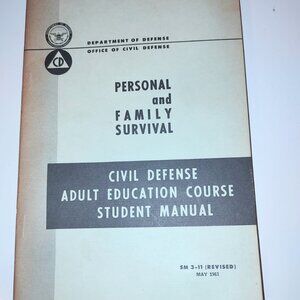 DEPARTMENT OF DEFENSE
OFFICE OF CIVIL DEFENSE
CD
PERSONAL
and
FAMILY
SURVIVAL
CIVIL DEFENSE
ADULT EDUCATION COURSE
STUDENT MANUAL
SM 3-11 (REVISED)
MAY 1961